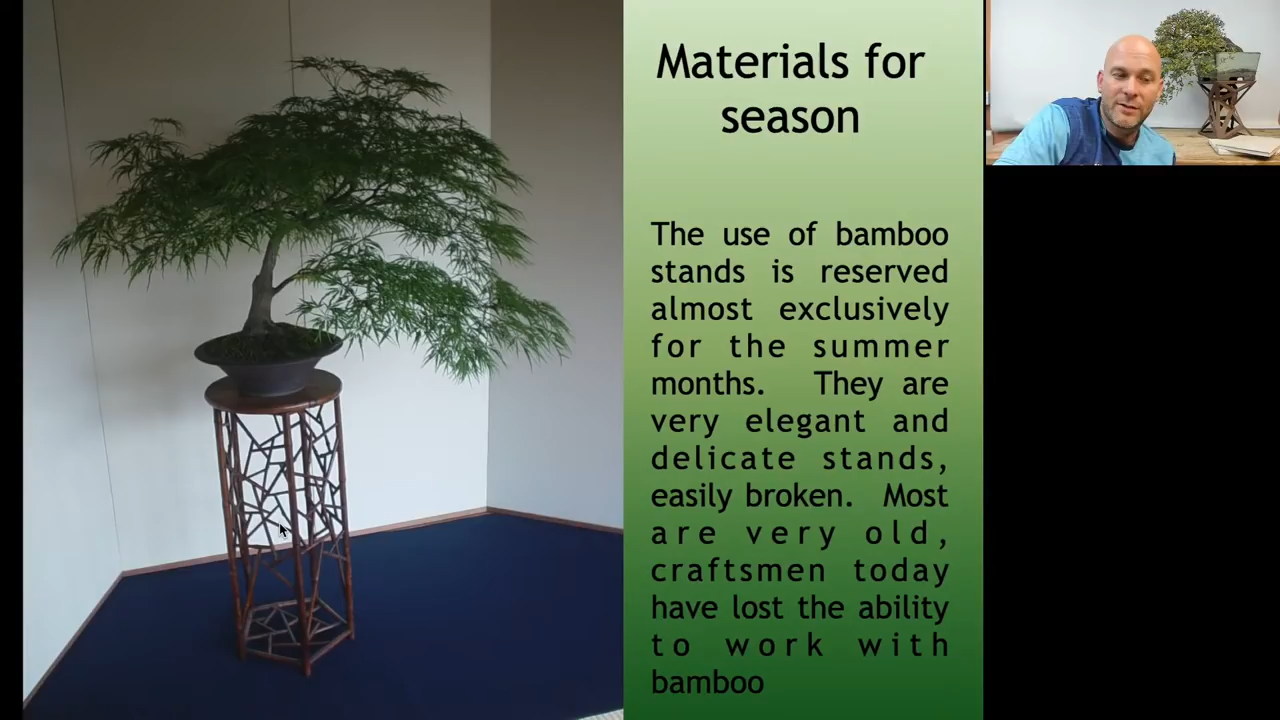 Materials for
season
The use of bamboo
stands is reserved
almost exclusively
for the summer
months. They are
very elegant and
delicate stands,
easily broken. Most
are very old,
craftsmen today
have lost the ability
to work with
bamboo